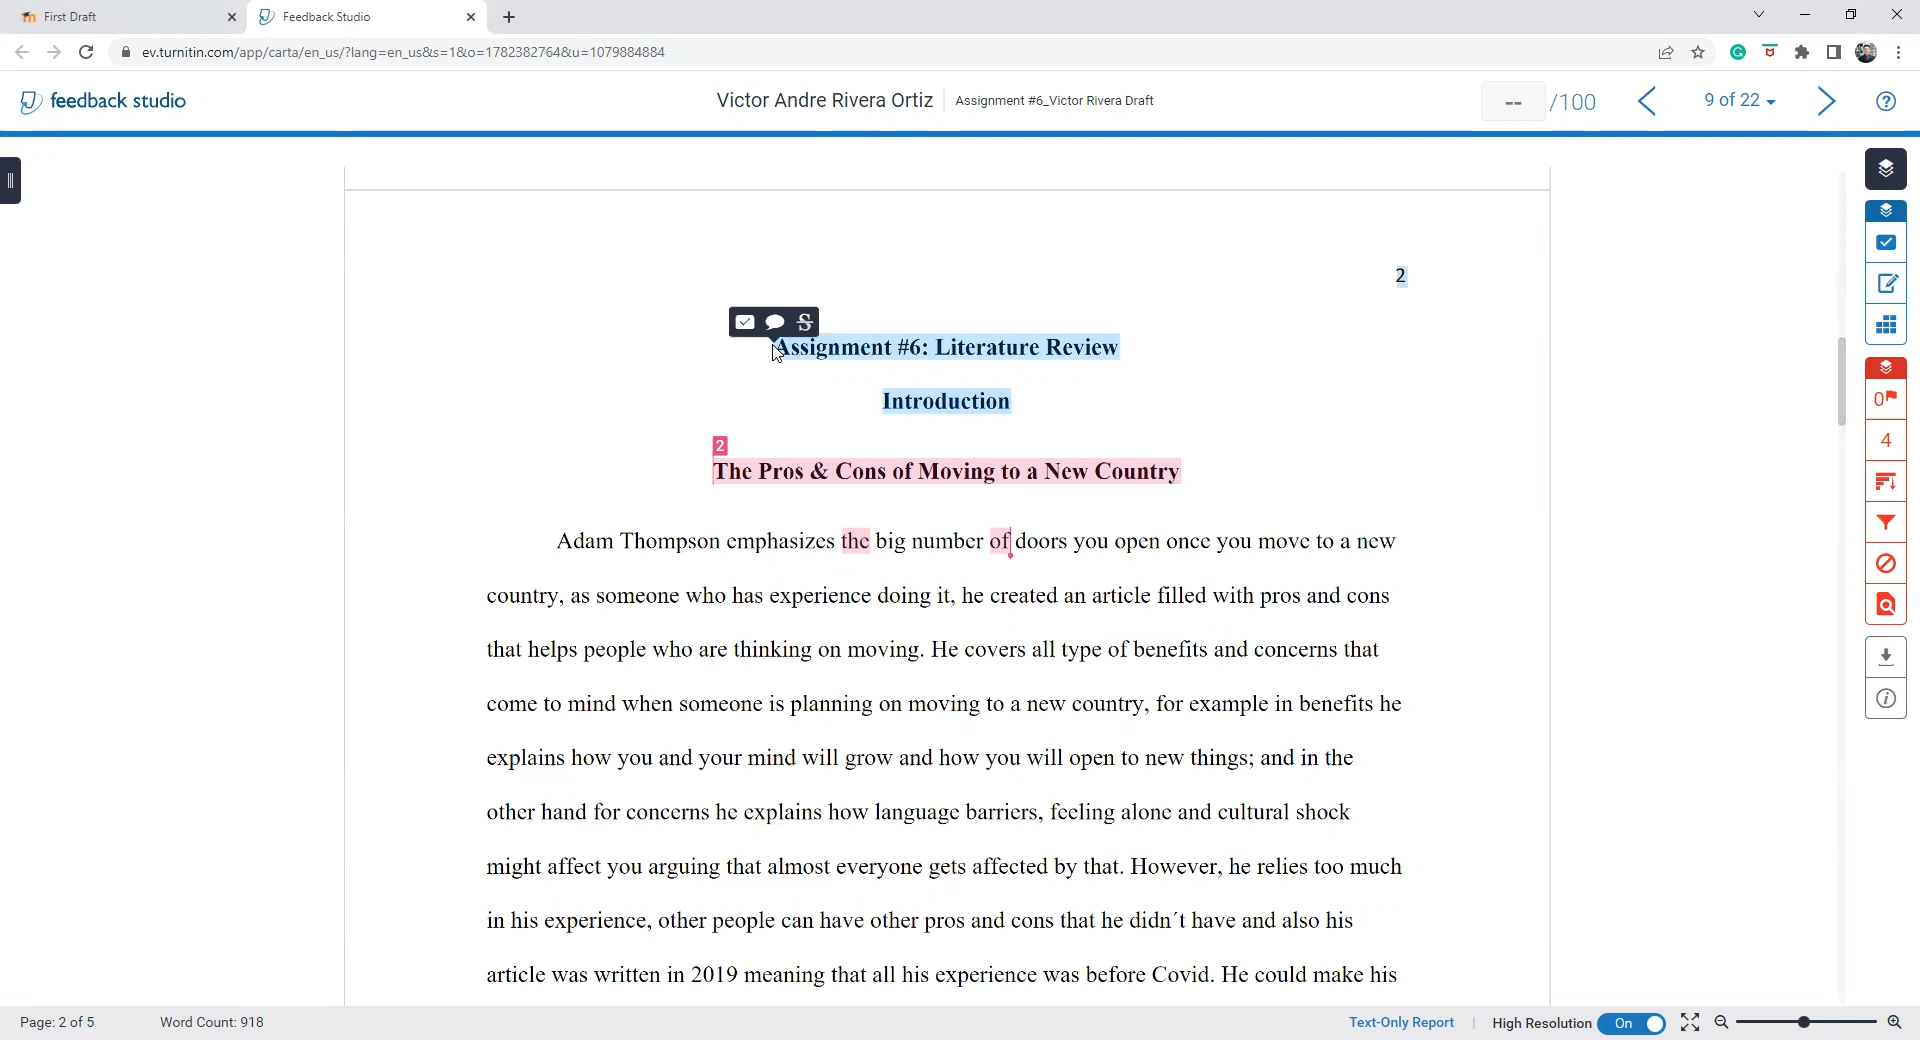 First Draft
Feedback Studio
ev.turnitin.com/app/carta/en_us/?lang=en_us&s=1&o=1782382764&u=1079884884
feedback studio
Victor Andre Rivera Ortiz
Assignment #6_Victor Rivera Draft
-- /100
9 of 22
2
Assignment #6: Literature Review
Introduction
2
The Pros & Cons of Moving to a New Country
Adam Thompson emphasizes the big number of doors you open once you move to a new
country, as someone who has experience doing it, he created an article filled with pros and cons
that helps people who are thinking on moving. He covers all type of benefits and concerns that
come to mind when someone is planning on moving to a new country, for example in benefits he
explains how you and your mind will grow and how you will open to new things; and in the
other hand for concerns he explains how language barriers, feeling alone and cultural shock
might affect you arguing that almost everyone gets affected by that. However, he relies too much
in his experience, other people can have other pros and cons that he didn´t have and also his
article was written in 2019 meaning that all his experience was before Covid. He could make his
0
4
Page: 2 of 5
Word Count: 918
Text-Only Report
High Resolution
On